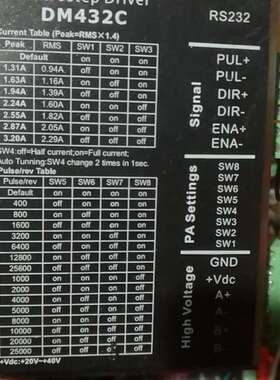 DM432C
RS232
Current Table (Peak=RMS×1.4)
Peak RMS SW1 SW2 SW3
Default on on on
1.31A 0.94A off on on
1.63A 1.16A on off on
1.94A 1.39A off off on
2.24A 1.60A on on off
2.55A 1.82A off on off
2.87A 2.05A on off off
3.20A 2.29A off off off
SW4:off=Half current;on=Full current;
Auto Tunning:SW4 change 2 times in 1sec.
Pulse/rev Table
Pulse/rev SW5 SW6 SW7 SW8
Default on on on on
400 off on on on
800 on off on on
1600 off off on on
3200 on on off on
6400 off on off on
12800 on off off on
25600 off off off on
1000 on on on off
2000 off on on off
4000 on off on off
5000 off off on off
8000 on on off off
10000 off on off off
20000 on off off off
25000 off off off off
+Vdc:+20V~+40V
Signal
PUL+
PUL-
DIR+
DIR-
ENA+
ENA-
PA Settings
SW8
SW7
SW6
SW5
SW4
SW3
SW2
SW1
High Voltage
GND
+Vdc
A+
A-
B+
B-